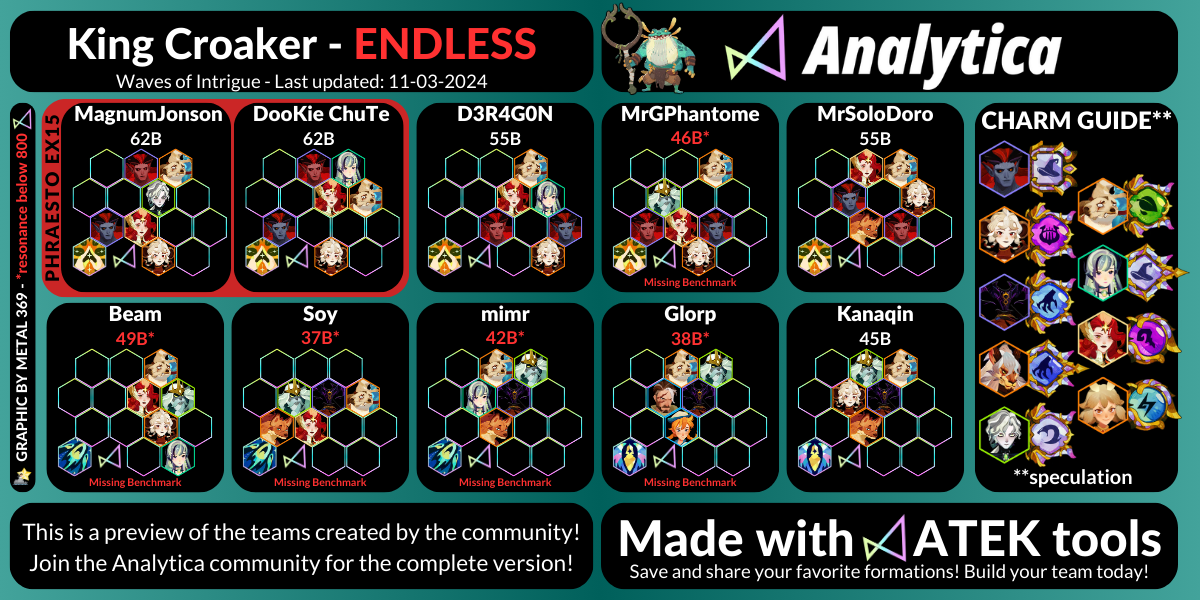 King Croaker - ENDLESS
Waves of Intrigue - Last updated: 11-03-2024
Analytica
GRAPHIC BY METAL 369 - *resonance below 800
PHRAESTO EX15
MagnumJonson
62B
DooKie ChuTe
62B
D3R4G0N
55B
MrGPhantome
46B*
Missing Benchmark
MrSoloDoro
55B
CHARM GUIDE**
**speculation
Beam
49B*
Missing Benchmark
Soy
37B*
Missing Benchmark
mimr
42B*
Missing Benchmark
Glorp
38B*
Missing Benchmark
Kanaqin
45B
This is a preview of the teams created by the community!
Join the Analytica community for the complete version!
Made with ATEK tools
Save and share your favorite formations! Build your team today!